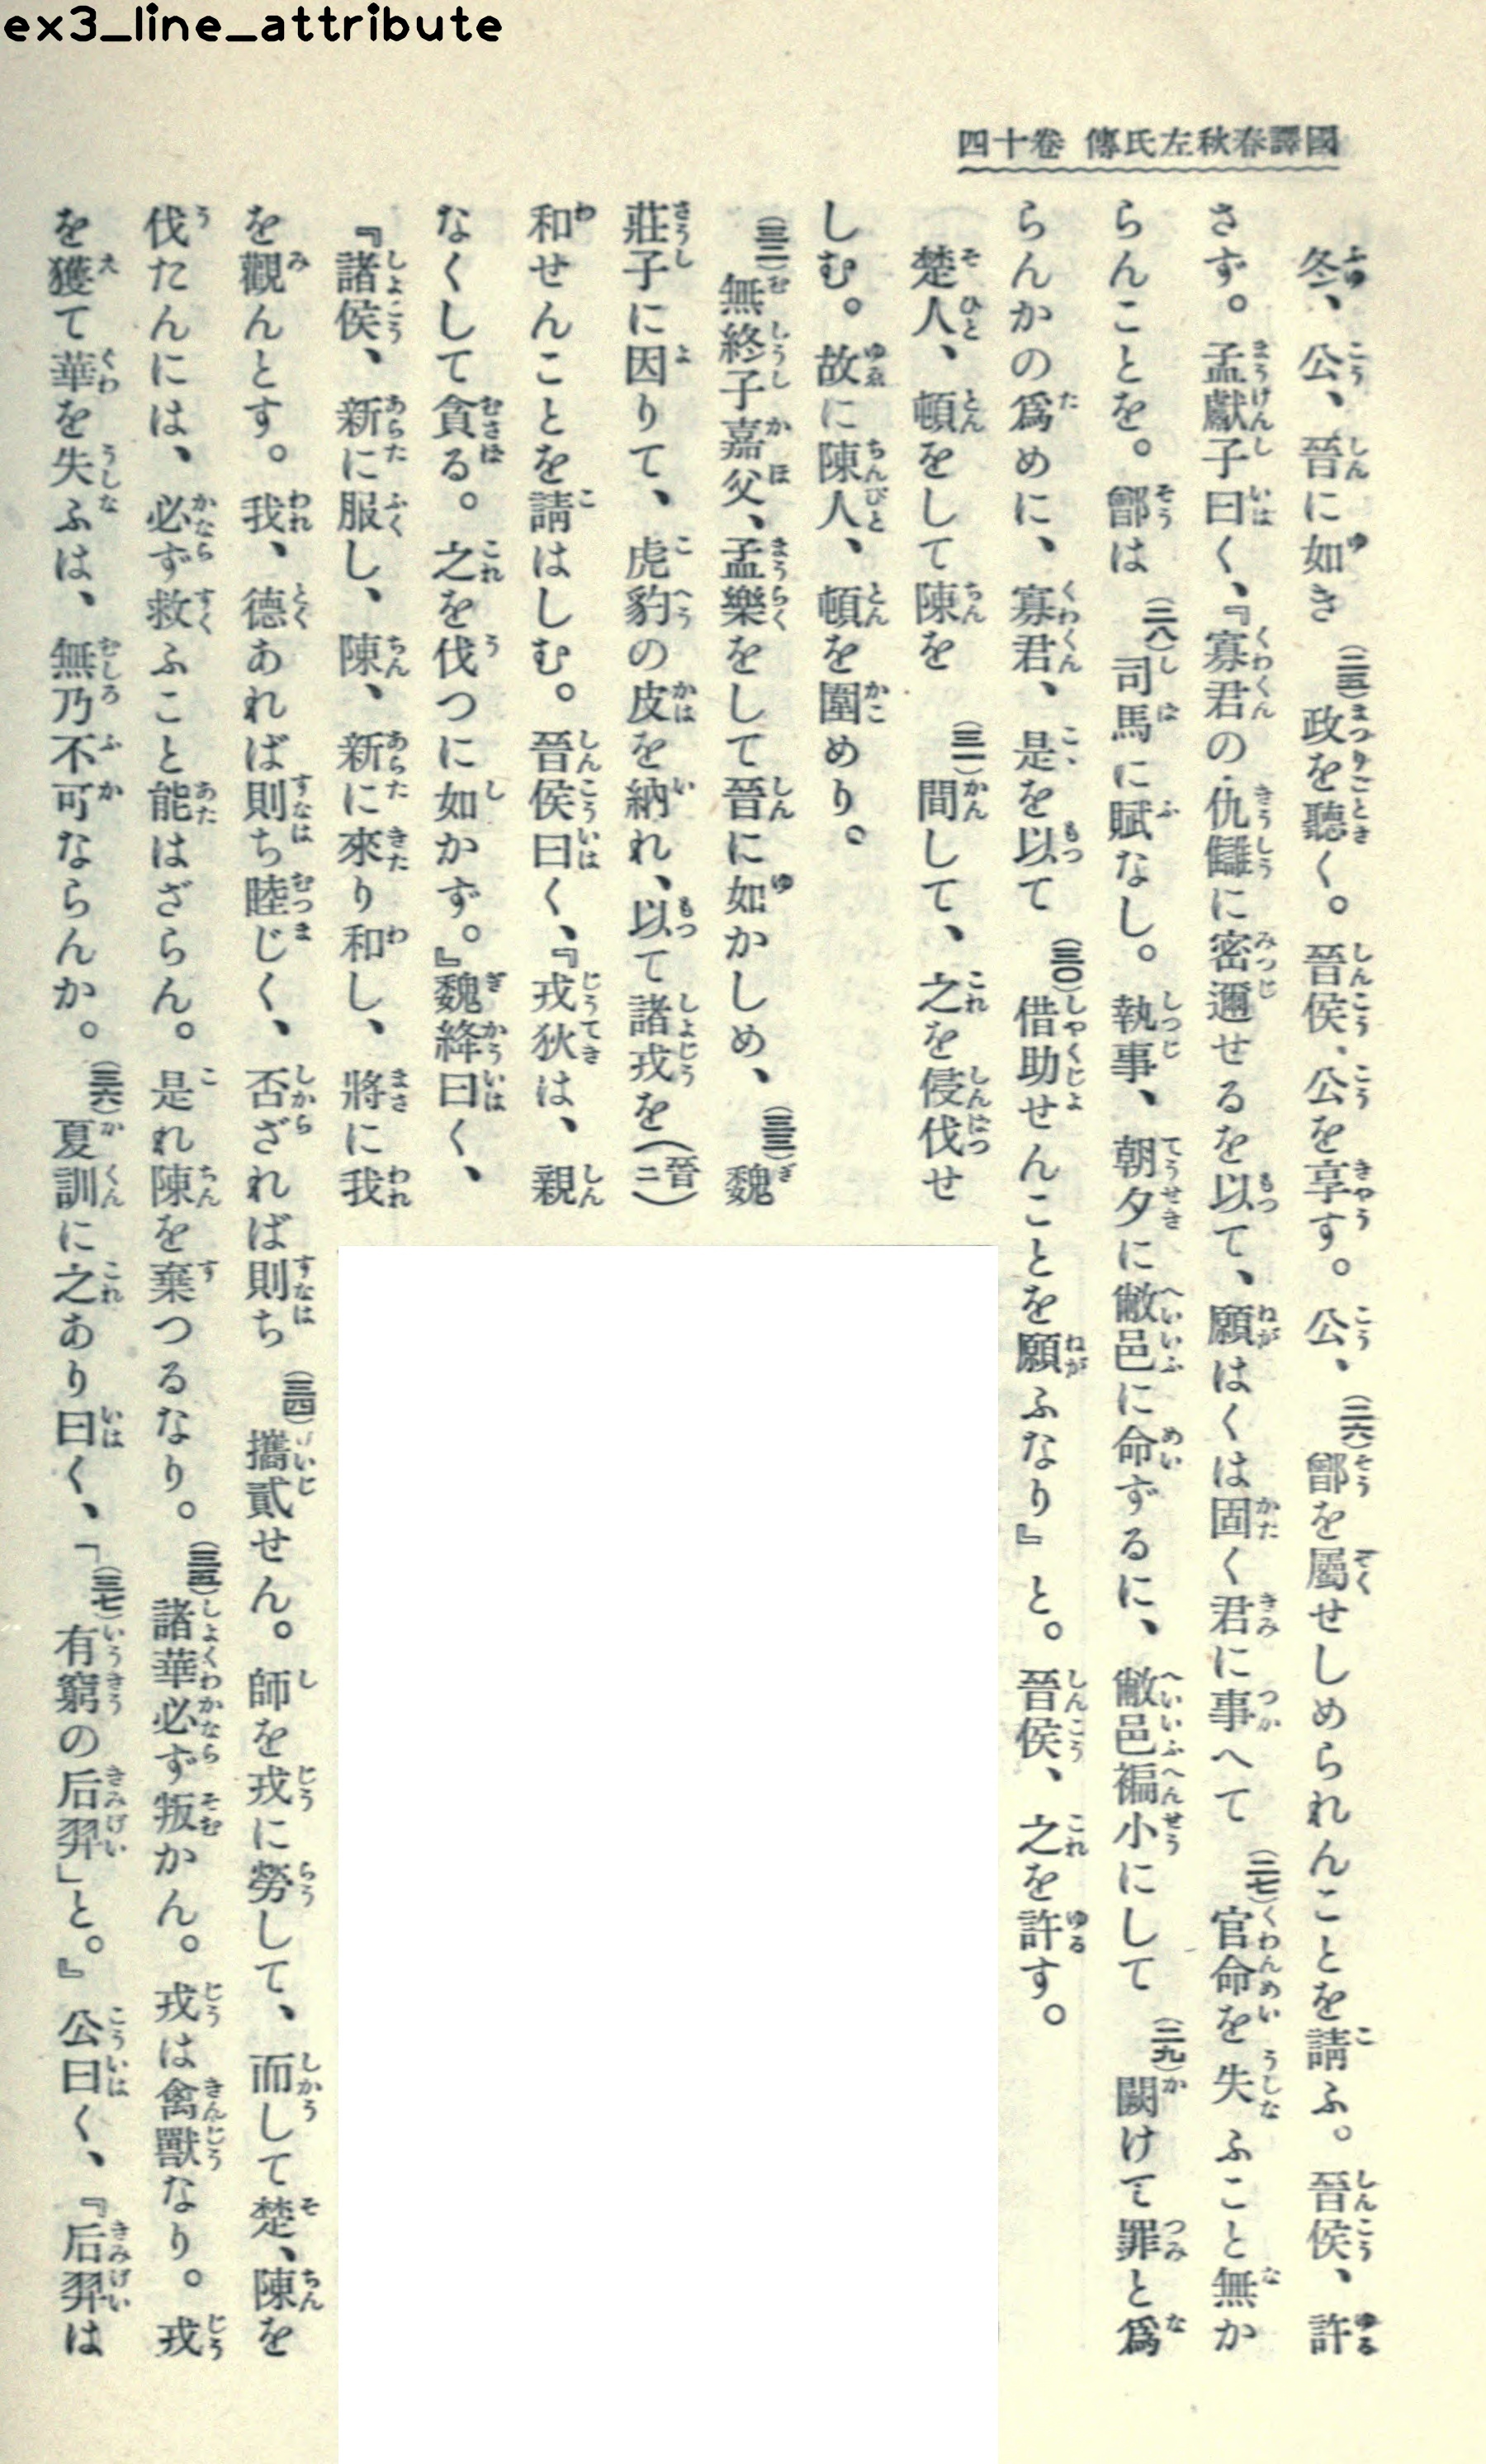 ex3_line_attribute
國譯春秋左氏傳 卷十四
冬、公、晉に如き(二五)政を聽く。晉侯、公を享す。公、(二六)鄫を屬せしめられんことを請ふ。晉侯、許
さず。孟獻子曰く、『寡君の仇讎に密邇せるを以て、願はくは固く君に事へて(二七)官命を失ふこと無か
らんことを。鄫は(二八)司馬に賦なし。執事、朝夕に敝邑に命ずるに、敝邑褊小にして(二九)闕けて罪と爲
らんかの爲めに、寡君、是を以て(三〇)借助せんことを願ふなり』と。晉侯、之を許す。
楚人、頓をして陳を(三一)間して、之を侵伐せ
しむ。故に陳人、頓を圍めり。
(三二)無終子嘉父、孟樂をして晉に如かしめ、(三三)魏
莊子に因りて、虎豹の皮を納れ、以て諸戎を(晉ニ)
和せんことを請はしむ。晉侯曰く、『戎狄は、親
なくして貪る。之を伐つに如かず。』魏絳曰く、
『諸侯、新に服し、陳、新に來り和し、將に我
を觀んとす。我、德あれば則ち睦じく、否ざれば則ち(三四)攜貳せん。師を戎に勞して、而して楚、陳を
伐たんには、必ず救ふこと能はざらん。是れ陳を棄つるなり。(三五)諸華必ず叛かん。戎は禽獸なり。戎
を獲て華を失ふは、無乃不可ならんか。(三六)夏訓に之あり曰く、「(三七)有窮の后羿」と。』公曰く、『后羿は